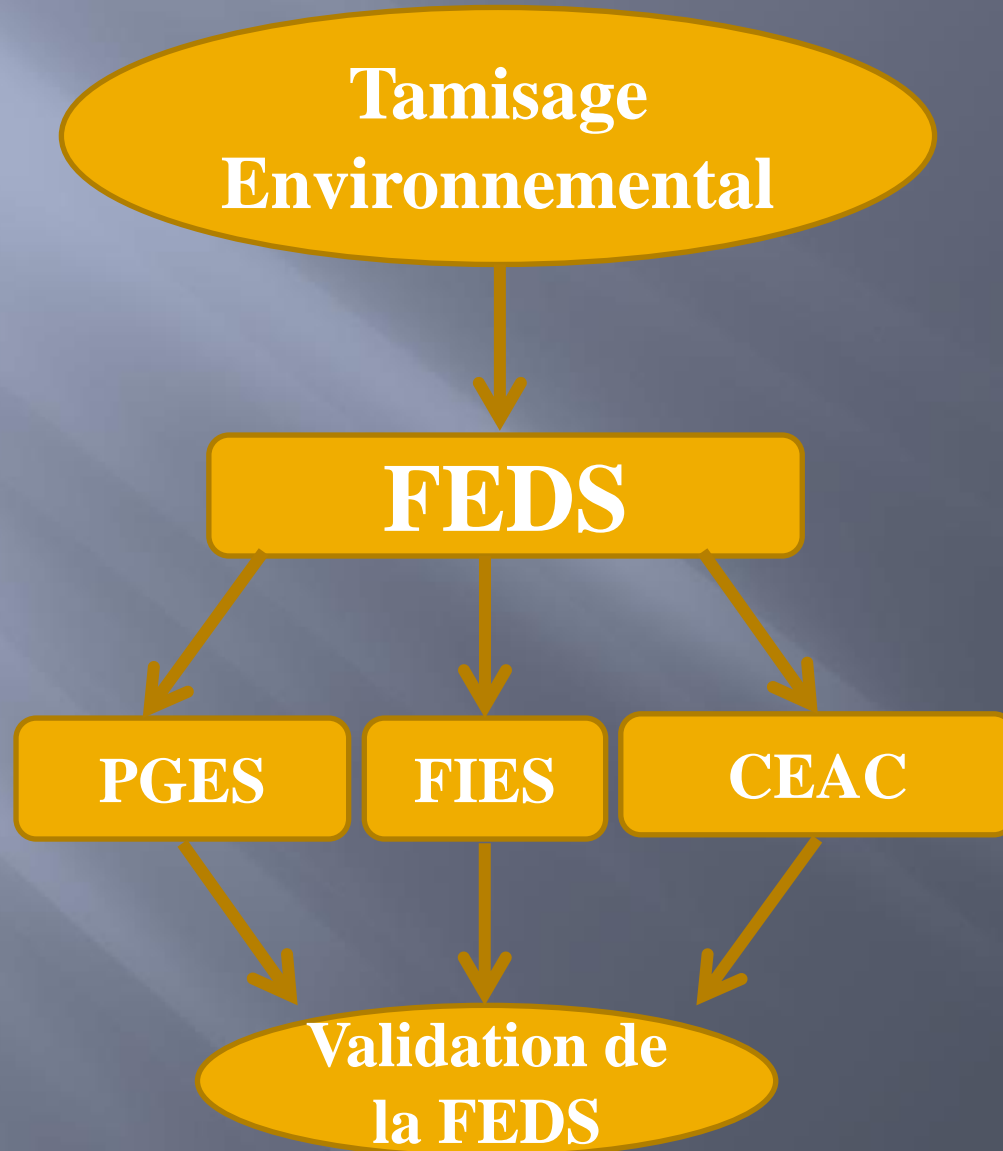 Tamisage
Environnemental
FEDS
PGES
FIES
CEAC
Validation de
la FEDS